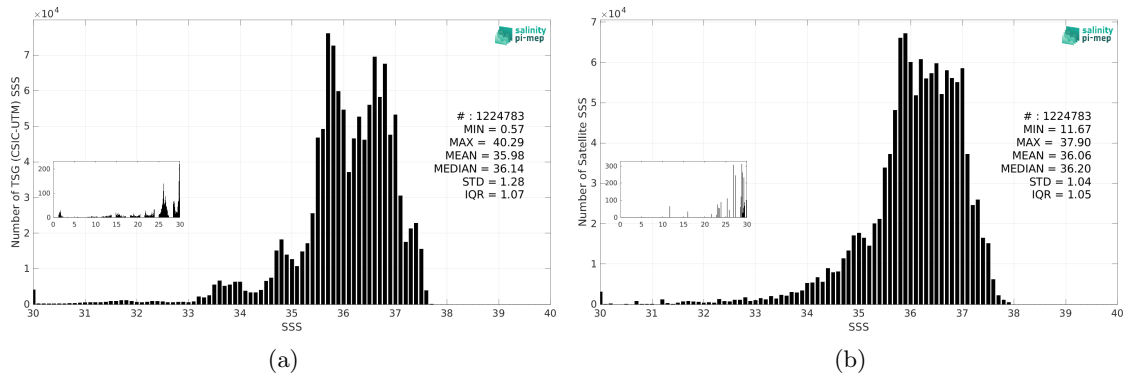 ×10⁴
8
7
6
5
4
3
2
1
0
Number of TSG (CSIC-UTM) SSS
salinity
pi-mep
# : 1224783
MIN = 0.57
MAX = 40.29
MEAN = 35.98
MEDIAN = 36.14
STD = 1.28
IQR = 1.07
200
100
0
0 5 10 15 20 25 30
30 31 32 33 34 35 36 37 38 39 40
SSS
(a)
×10⁴
7
6
5
4
3
2
1
0
Number of Satellite SSS
salinity
pi-mep
# : 1224783
MIN = 11.67
MAX = 37.90
MEAN = 36.06
MEDIAN = 36.20
STD = 1.04
IQR = 1.05
300
200
100
0
0 5 10 15 20 25 30
30 31 32 33 34 35 36 37 38 39 40
SSS
(b)